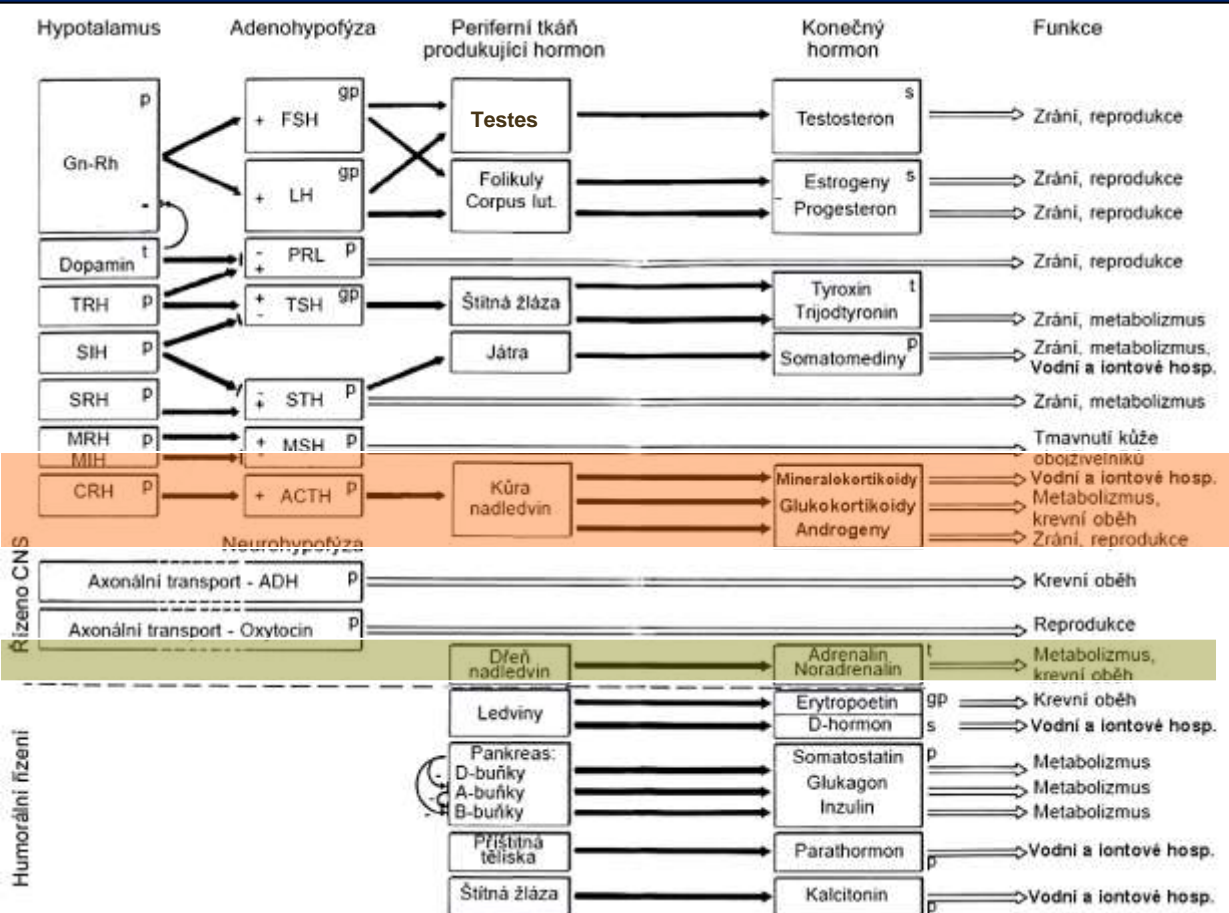 Hypotalamus
Adenohypofýza
Periferní tkáň
produkující hormon
Konečný
hormon
Funkce
p
Gn-Rh
-
gp
+ FSH
gp
+ LH
Testes
Folikuly
Corpus lut.
s
Testosteron
Estrogeny s
- Progesteron
Zrání, reprodukce
Zrání, reprodukce
Zrání, reprodukce
Dopamin t
- PRL p
+
Zrání, reprodukce
TRH p
+ TSH gp
-
Štítná žláza
Tyroxin t
Trijodtyronin
Zrání, metabolizmus
SIH p
Játra
Somatomediny p
Zrání, metabolizmus,
Vodní a iontové hosp.
SRH p
- STH p
+
Zrání, metabolizmus
MRH p
MIH
+ MSH p
-
Tmavnutí kůže
obojživelníků
CRH p
+ ACTH p
Kůra
nadledvin
Mineralokortikoidy
Glukokortikoidy
Androgeny
Vodní a iontové hosp.
Metabolizmus,
krevní oběh
Zrání, reprodukce
Neurohypofýza
Řízeno CNS
Axonální transport - ADH p
Krevní oběh
Axonální transport - Oxytocin p
Reprodukce
Dřeň
nadledvin
Adrenalin t
Noradrenalin
Metabolizmus,
krevní oběh
Humorální řízení
Ledviny
Erytropoetin gp
D-hormon s
Krevní oběh
Vodní a iontové hosp.
Pankreas:
D-buňky
A-buňky
B-buňky
-
-
Somatostatin p
Glukagon
Inzulin
Metabolizmus
Metabolizmus
Metabolizmus
Příštitná
tělíska
Parathormon p
Vodní a iontové hosp.
Štítná žláza
Kalcitonin p
Vodní a iontové hosp.